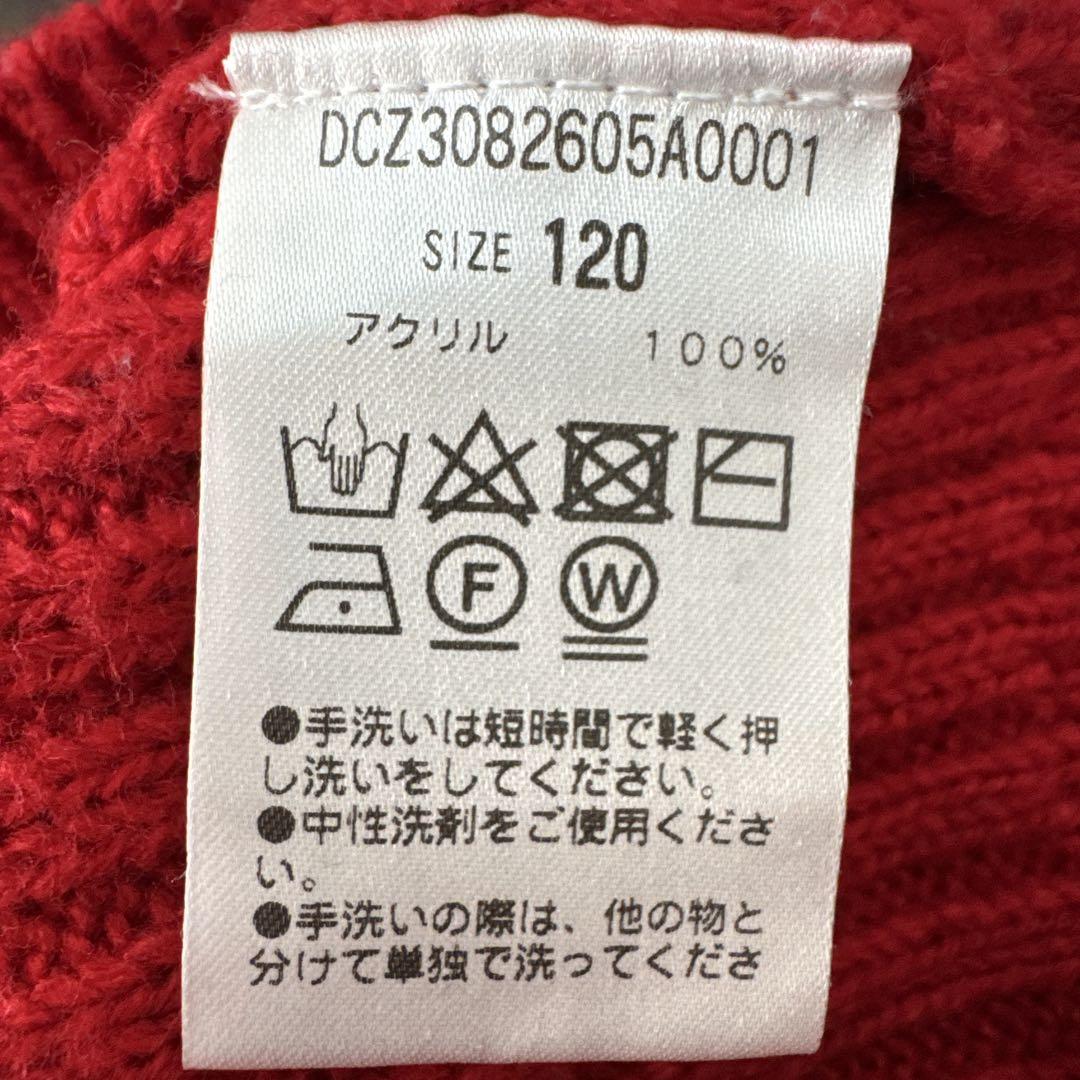 DCZ3082605A0001
SIZE 120
アクリル 100%
F W
●手洗いは短時間で軽く押
し洗いをしてください。
●中性洗剤をご使用くださ
い。
●手洗いの際は、他の物と
分けて単独で洗ってくださ